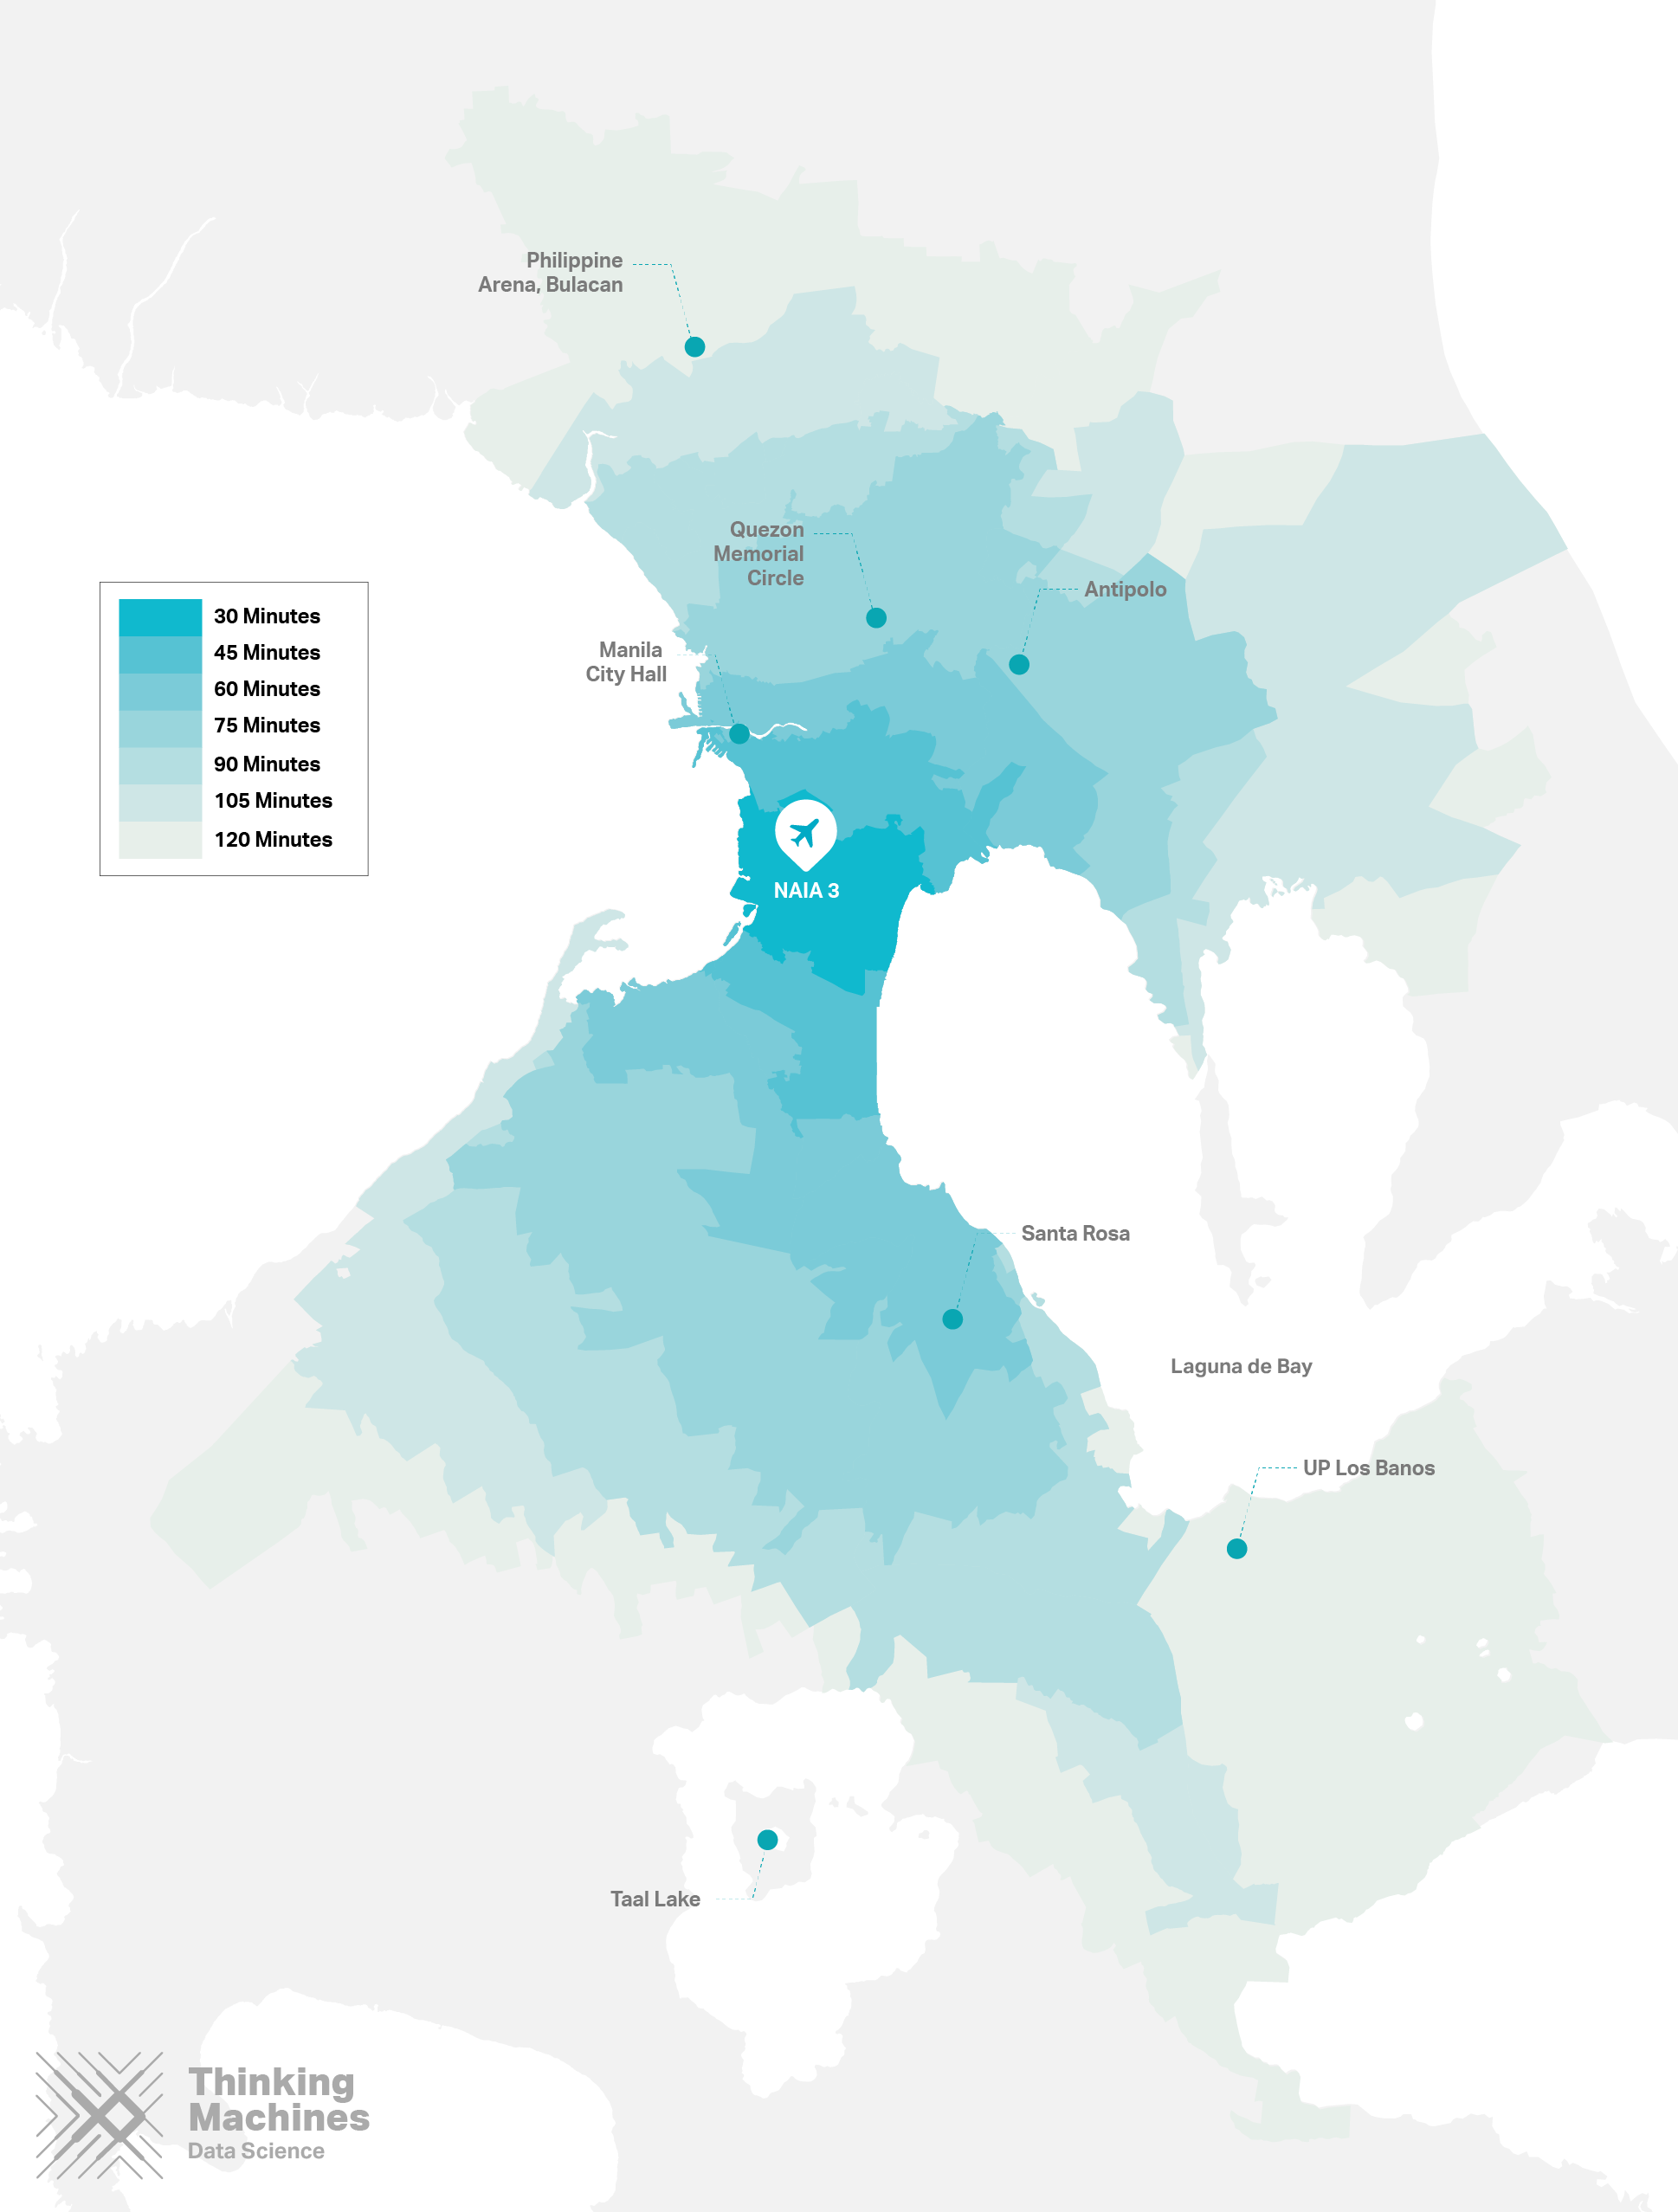 Philippine
Arena, Bulacan
Quezon
Memorial
Circle
Antipolo
Manila
City Hall
30 Minutes
45 Minutes
60 Minutes
75 Minutes
90 Minutes
105 Minutes
120 Minutes
NAIA 3
Santa Rosa
Laguna de Bay
UP Los Banos
Taal Lake
Thinking
Machines
Data Science